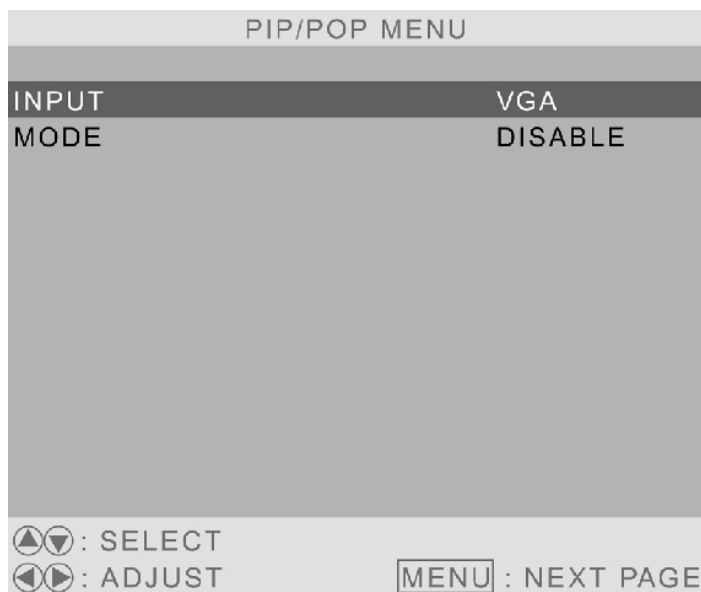 PIP/POP MENU
INPUT VGA
MODE DISABLE
: SELECT
: ADJUST MENU : NEXT PAGE